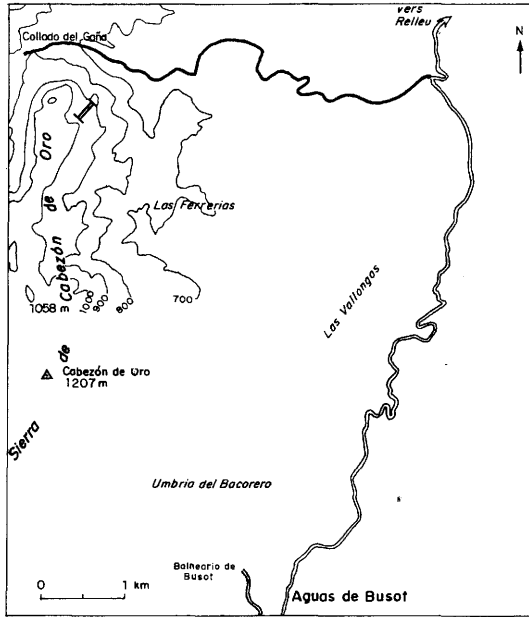 vers
Relleu
N
Collado del Goña
Sierra de Cabezón de Oro
Las Ferrerias
1058 m
1000
900
800
700
Las Vallongas
Cabezón de Oro
1207 m
Umbria del Bacorero
Balneario de
Busot
0 1 km
Aguas de Busot